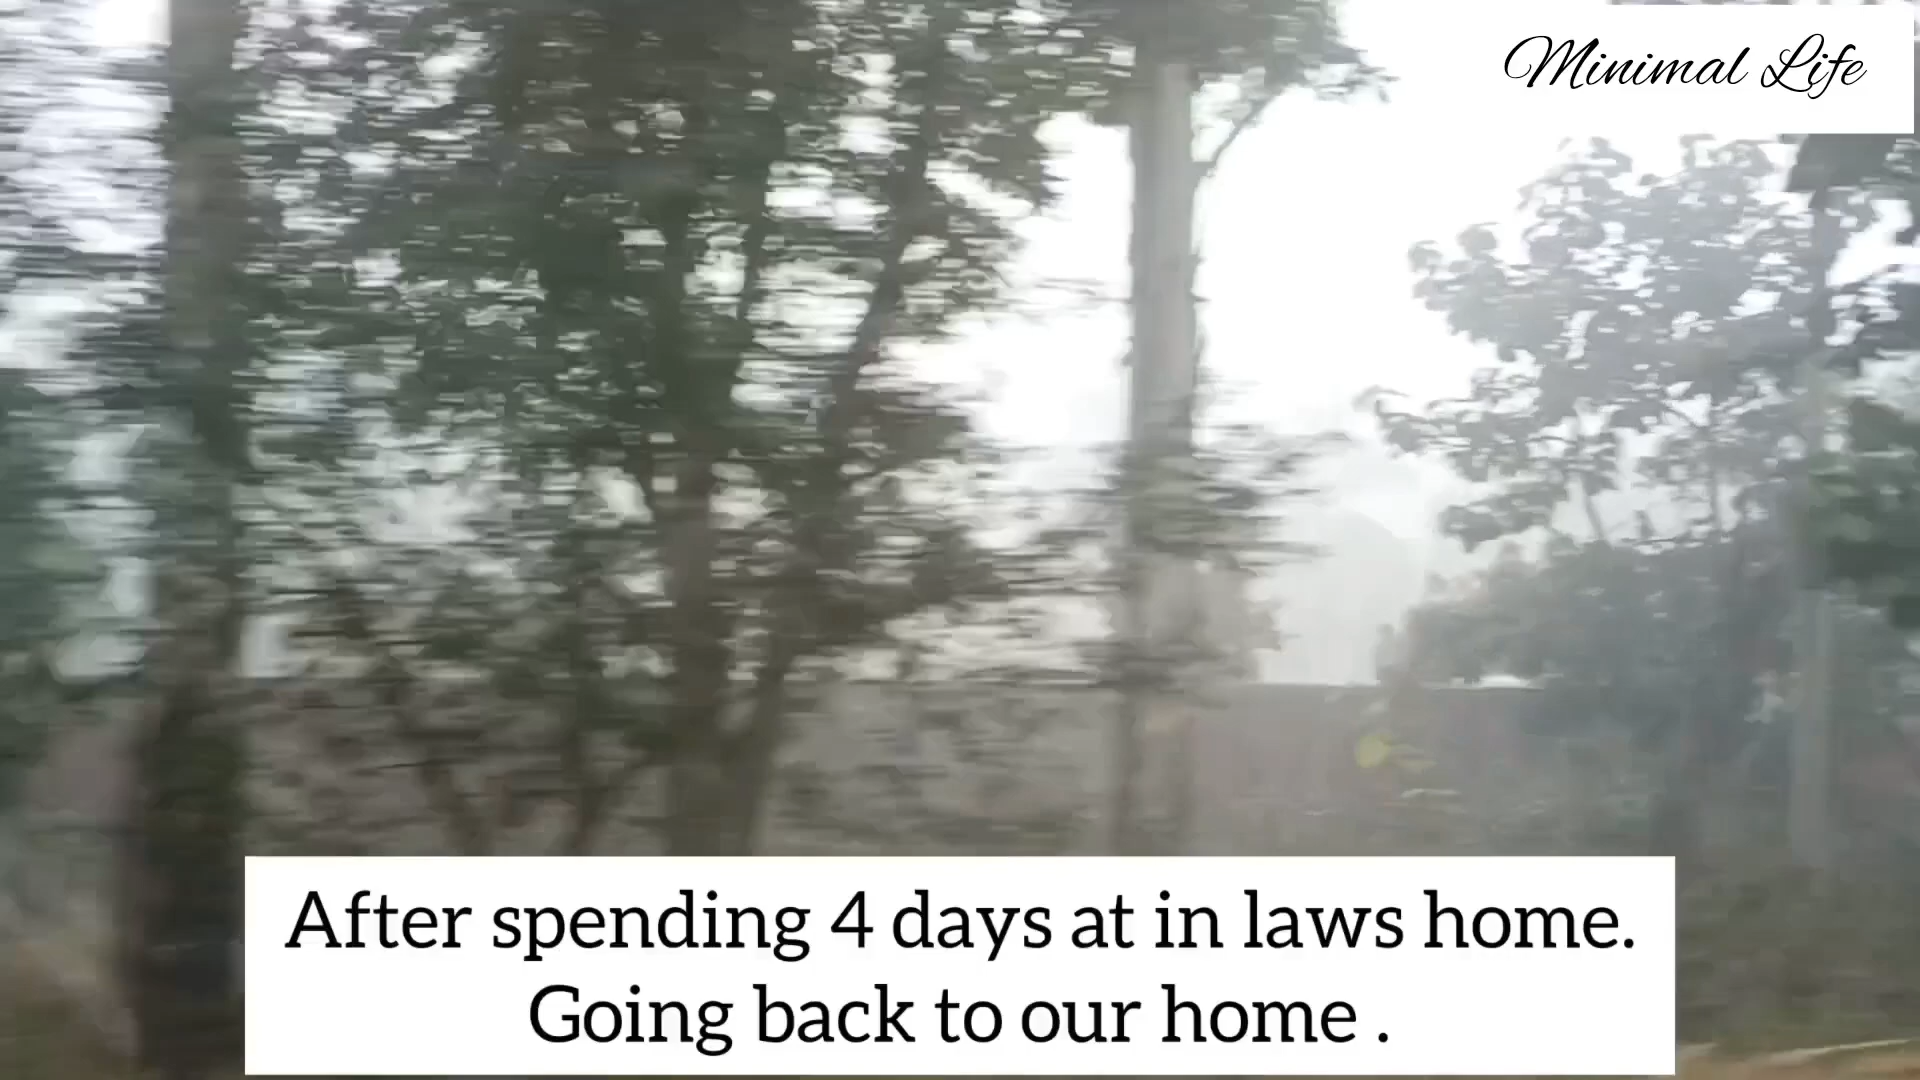 Minimal Life
After spending 4 days at in laws home.
Going back to our home .